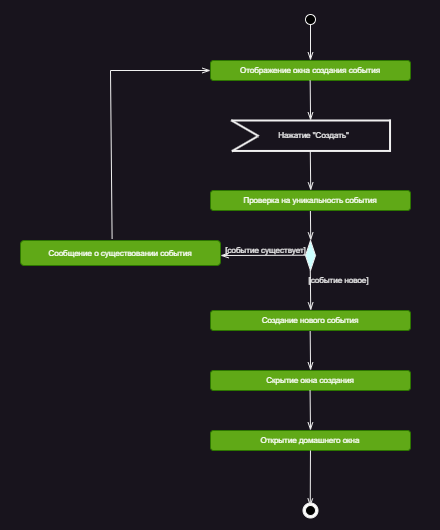 Отображение окна создания события
Нажатие "Создать"
Проверка на уникальность события
[событие существует]
Сообщение о существовании события
[событие новое]
Создание нового события
Скрытие окна создания
Открытие домашнего окна